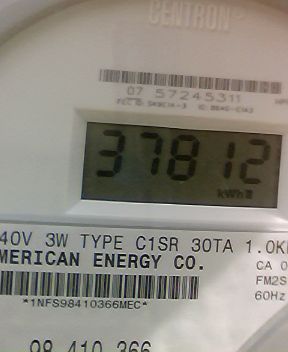 CENTRON®
07 57245311
37812
kWh
40V 3W TYPE C1SR 30TA 1.0K
MERICAN ENERGY CO.
CA 0
FM2S
60Hz
*1NFS98410366MEC*
98 410 366